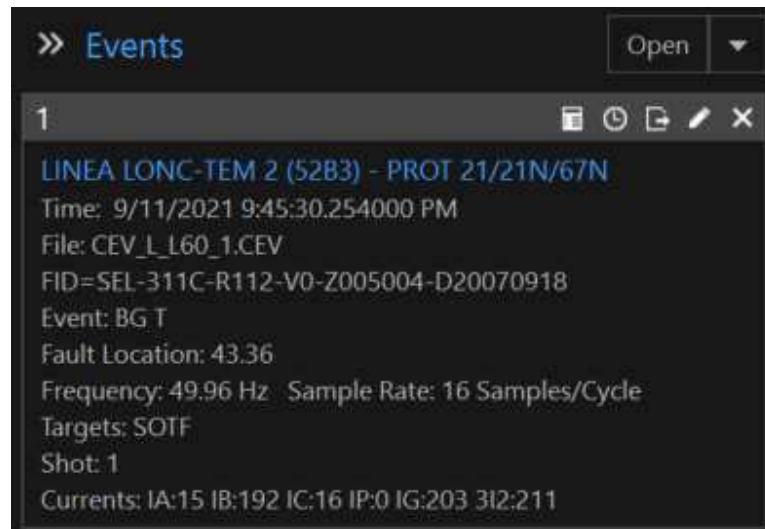 Events
Open
1
LINEA LONC-TEM 2 (52B3) - PROT 21/21N/67N
Time: 9/11/2021 9:45:30.254000 PM
File: CEV_L_L60_1.CEV
FID=SEL-311C-R112-V0-Z005004-D20070918
Event: BG T
Fault Location: 43.36
Frequency: 49.96 Hz Sample Rate: 16 Samples/Cycle
Targets: SOTF
Shot: 1
Currents: IA:15 IB:192 IC:16 IP:0 IG:203 3I2:211